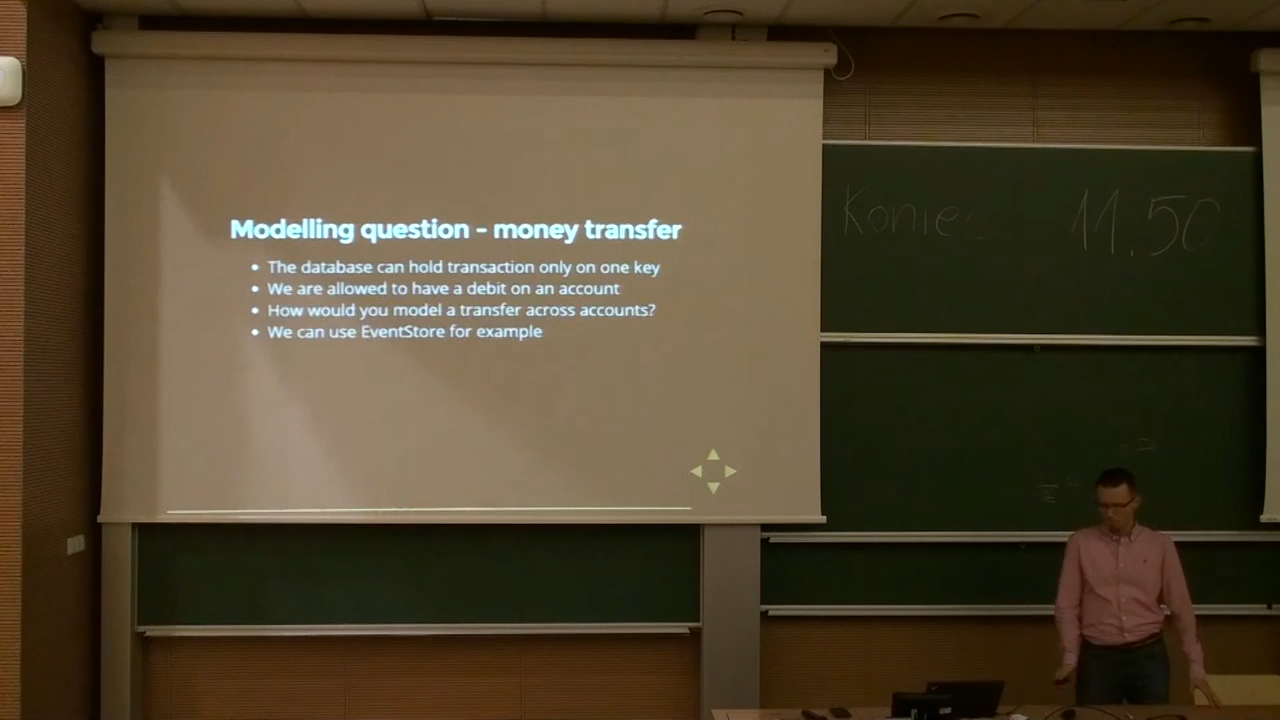 Modelling question - money transfer
• The database can hold transaction only on one key
• We are allowed to have a debit on an account
• How would you model a transfer across accounts?
• We can use EventStore for example
11.50